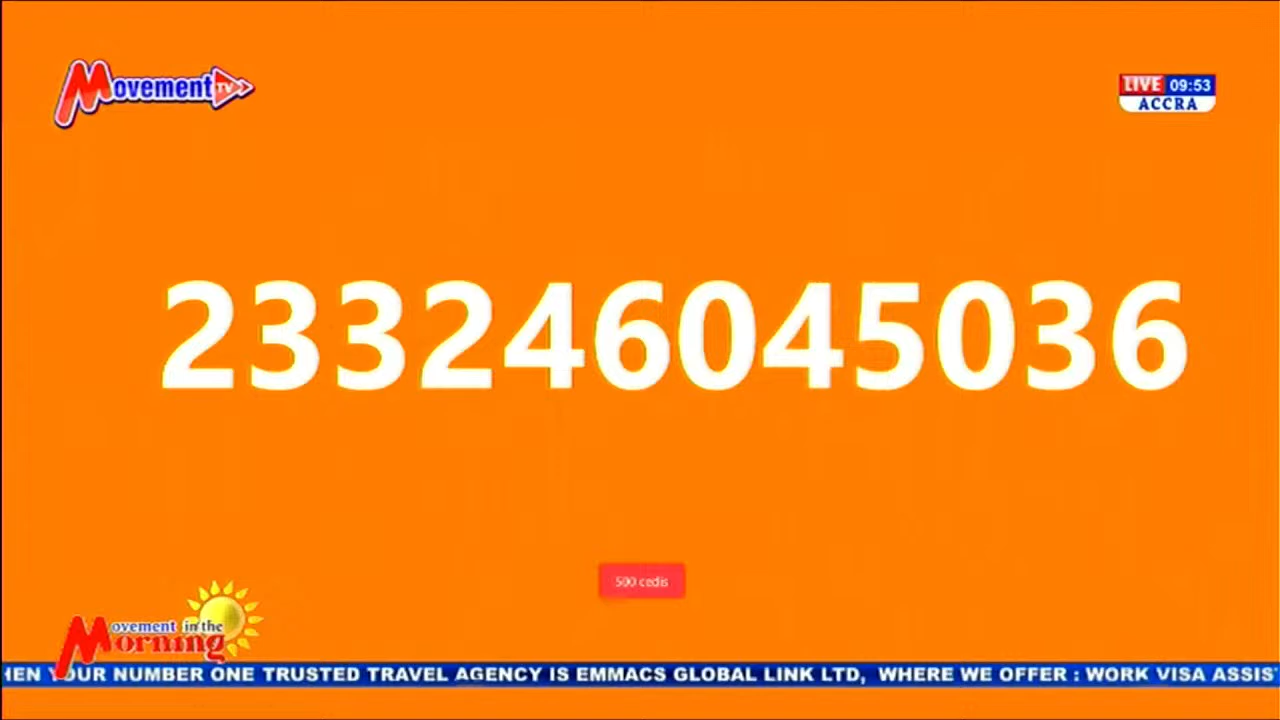 Movement TV
LIVE 09:53
ACCRA
233246045036
500 cedis
Movement in the
Morning
HEN YOUR NUMBER ONE TRUSTED TRAVEL AGENCY IS EMMACS GLOBAL LINK LTD, WHERE WE OFFER : WORK VISA ASSIS